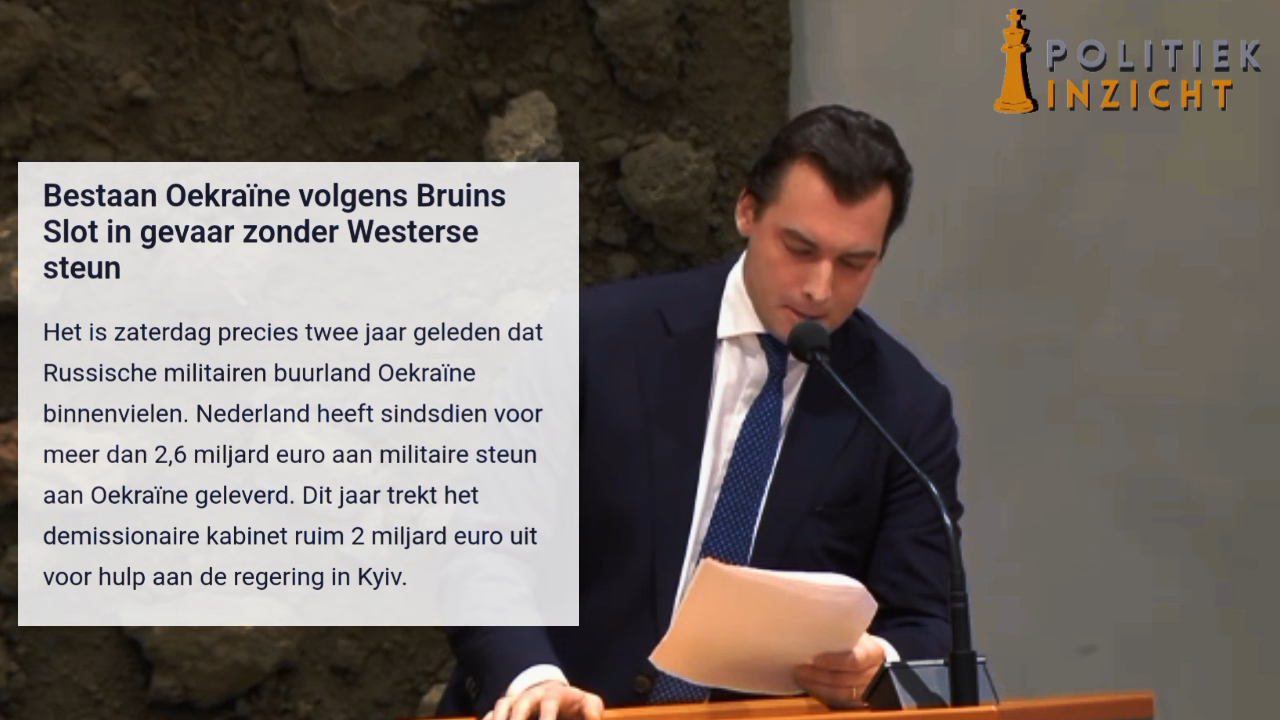 POLITIEK
INZICHT
Bestaan Oekraïne volgens Bruins
Slot in gevaar zonder Westerse
steun
Het is zaterdag precies twee jaar geleden dat
Russische militairen buurland Oekraïne
binnenvielen. Nederland heeft sindsdien voor
meer dan 2,6 miljard euro aan militaire steun
aan Oekraïne geleverd. Dit jaar trekt het
demissionaire kabinet ruim 2 miljard euro uit
voor hulp aan de regering in Kyiv.